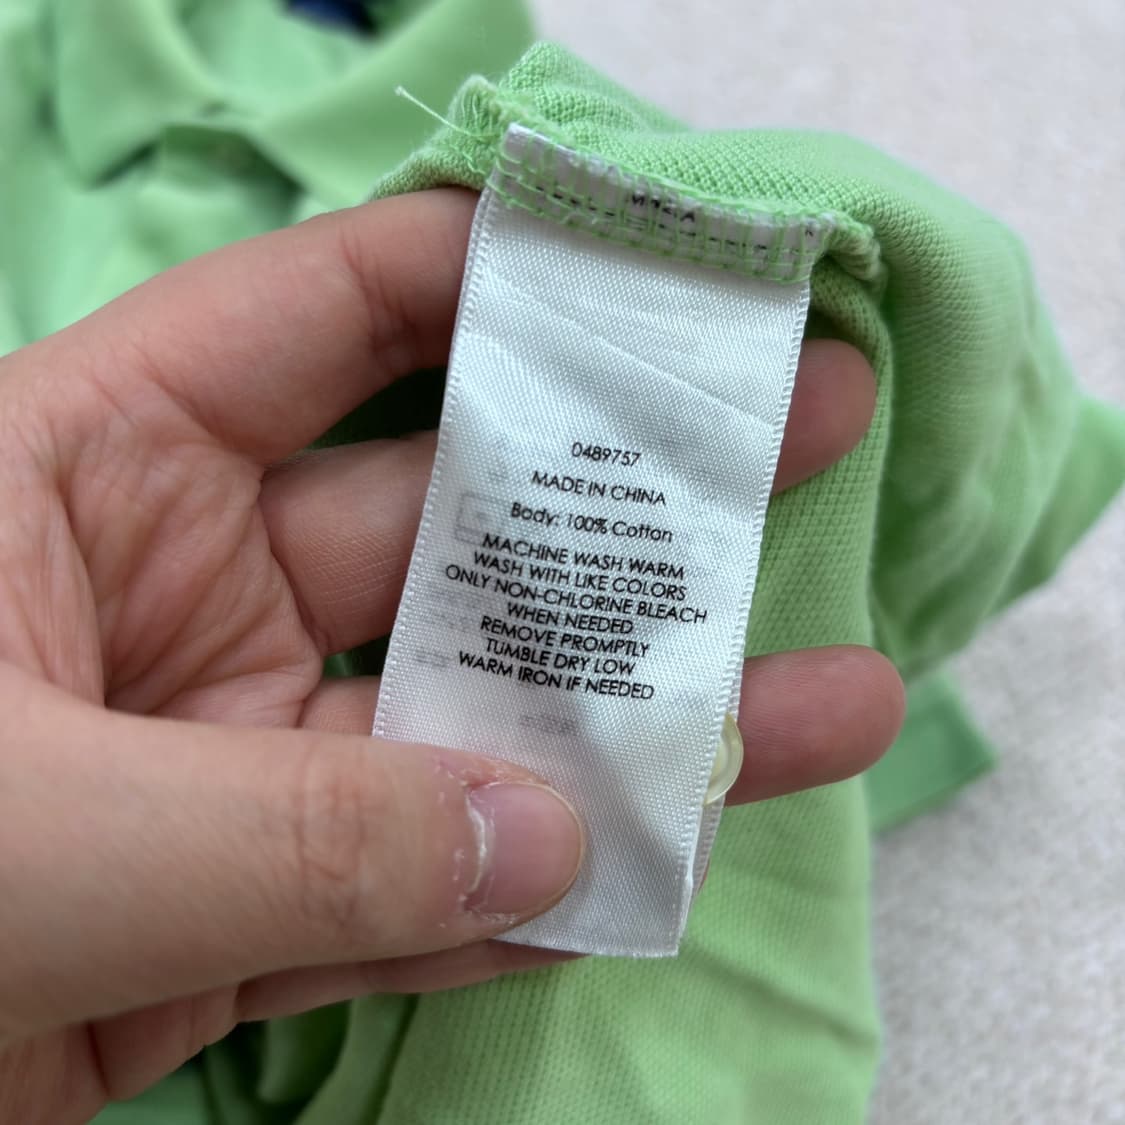 0489757
MADE IN CHINA
Body: 100% Cotton
MACHINE WASH WARM
WASH WITH LIKE COLORS
ONLY NON-CHLORINE BLEACH
WHEN NEEDED
REMOVE PROMPTLY
TUMBLE DRY LOW
WARM IRON IF NEEDED